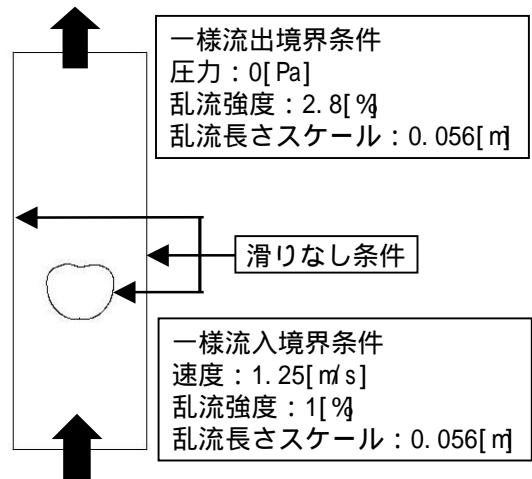 一様流出境界条件
圧力：0[Pa]
乱流強度：2.8[%]
乱流長さスケール：0.056[m]
滑りなし条件
一様流入境界条件
速度：1.25[m/s]
乱流強度：1[%]
乱流長さスケール：0.056[m]